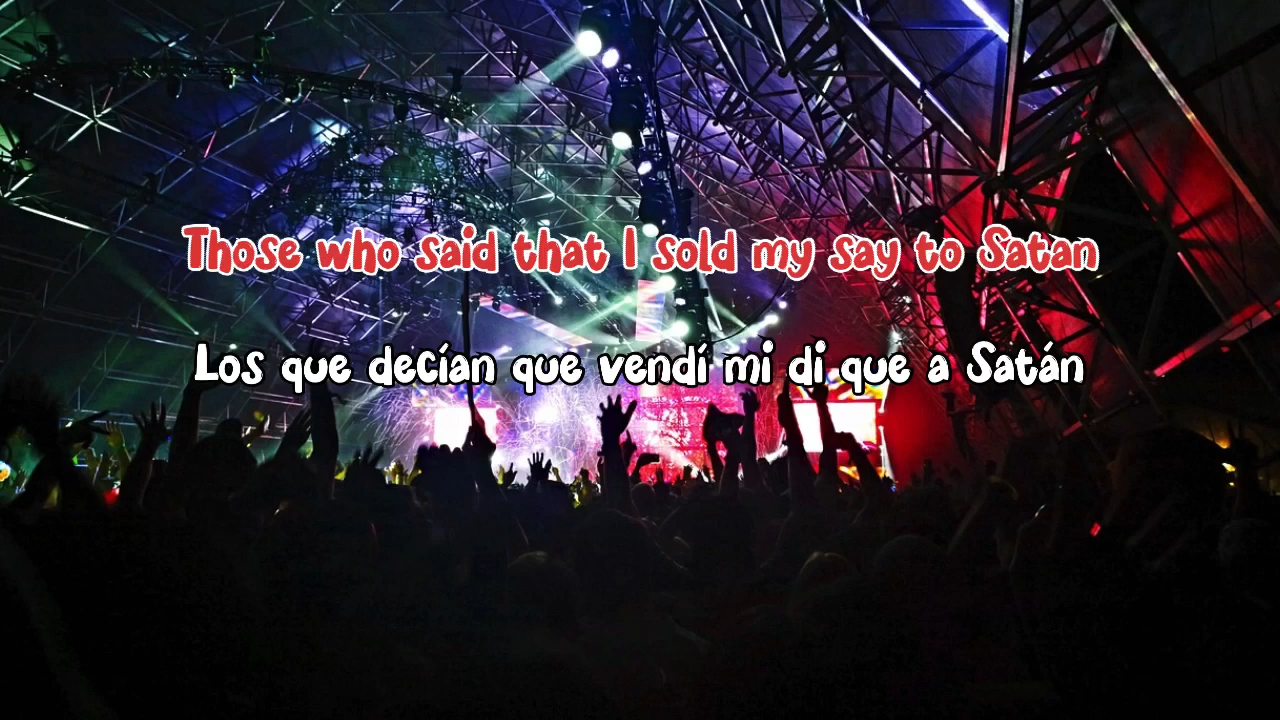 Those who said that I sold my say to Satan
Los que decían que vendí mi di que a Satán